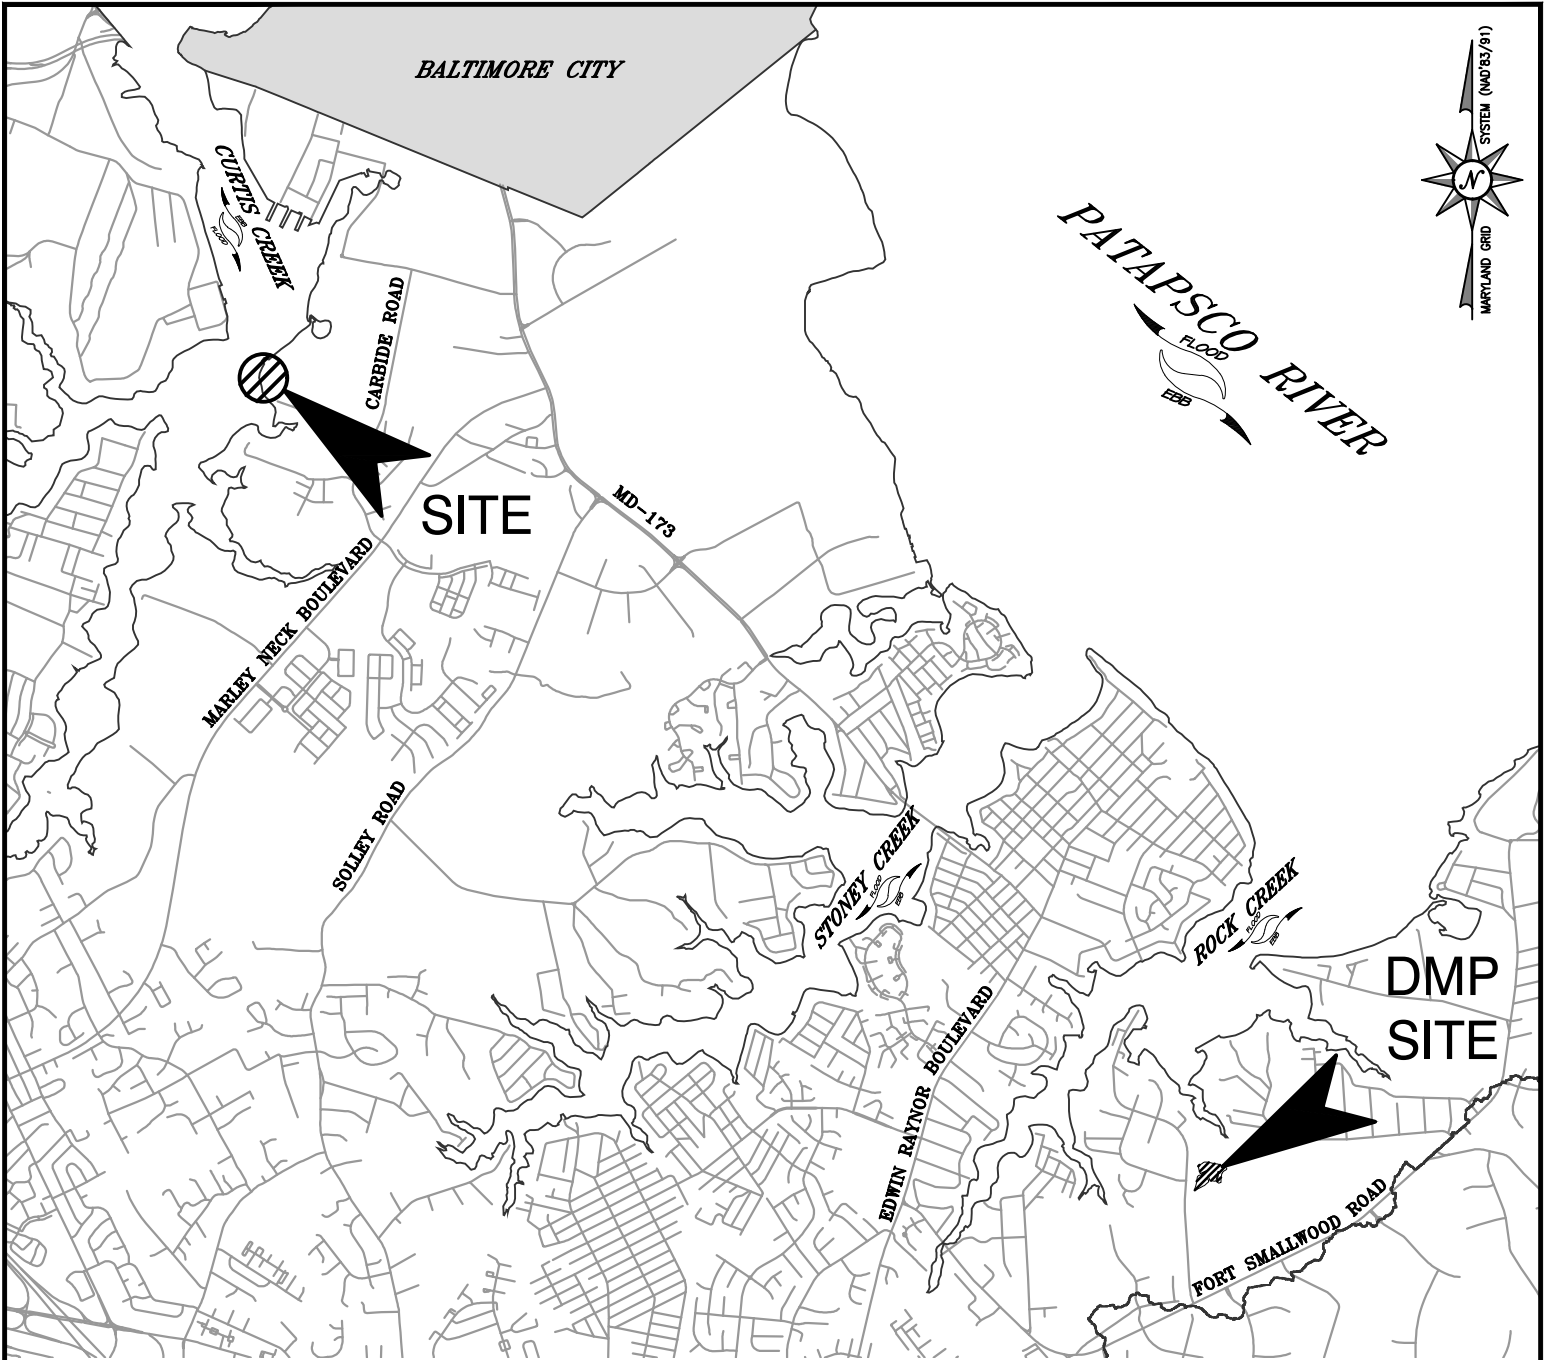 BALTIMORE CITY
SYSTEM (NAD'83/91)
N
MARYLAND GRID
CURTIS CREEK
EBB
FLOOD
PATAPSCO RIVER
FLOOD
EBB
CARBIDE ROAD
SITE
MD-173
MARLEY NECK BOULEVARD
SOLLEY ROAD
STONEY CREEK
FLOOD
EBB
ROCK CREEK
FLOOD
EBB
DMP
SITE
EDWIN RAYNOR BOULEVARD
FORT SMALLWOOD ROAD